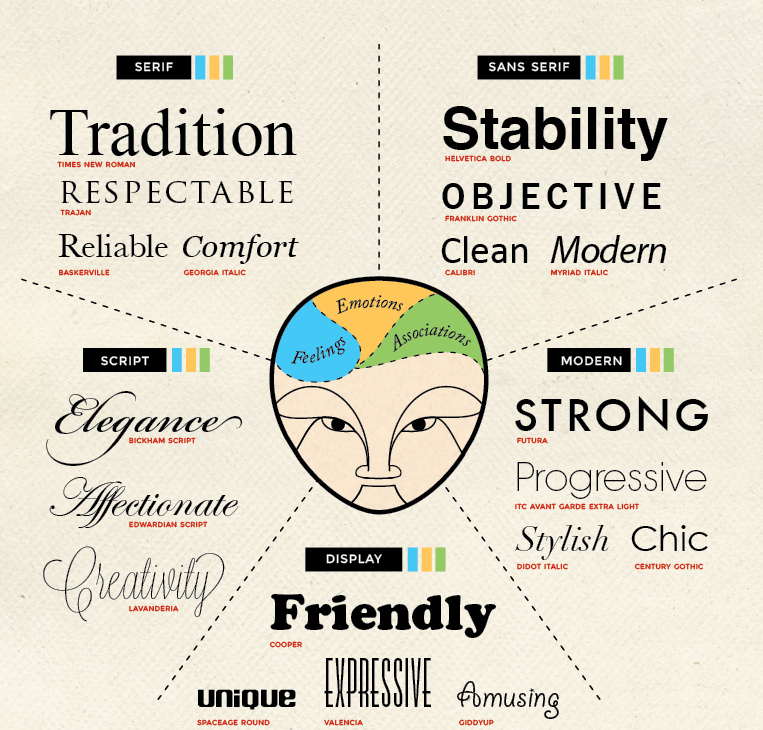 SERIF
Tradition
TIMES NEW ROMAN
RESPECTABLE
TRAJAN
Reliable Comfort
BASKERVILLE GEORGIA ITALIC
SANS SERIF
Stability
HELVETICA BOLD
OBJECTIVE
FRANKLIN GOTHIC
Clean Modern
CALIBRI MYRIAD ITALIC
Emotions
Feelings
Associations
SCRIPT
Elegance
BICKHAM SCRIPT
Affectionate
EDWARDIAN SCRIPT
Creativity
LAVANDERIA
MODERN
STRONG
FUTURA
Progressive
ITC AVANT GARDE EXTRA LIGHT
Stylish Chic
DIDOT ITALIC CENTURY GOTHIC
DISPLAY
Friendly
COOPER
unique EXPRESSIVE Amusing
SPACEAGE ROUND VALENCIA GIDDYUP